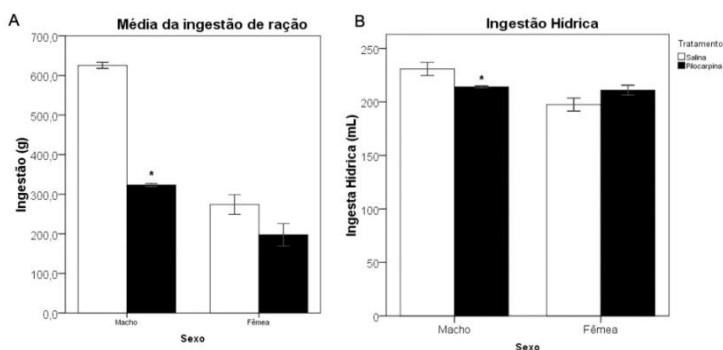 A
Média da ingestão de ração
Ingestão (g)
700,0
600,0
500,0
400,0
300,0
200,0
100,0
0,0
*
Macho
Fêmea
Sexo
B
Ingestão Hídrica
Ingesta Hídrica (mL)
250
200
150
100
50
0
*
Macho
Fêmea
Sexo
Tratamento
Salina
Pilocarpina